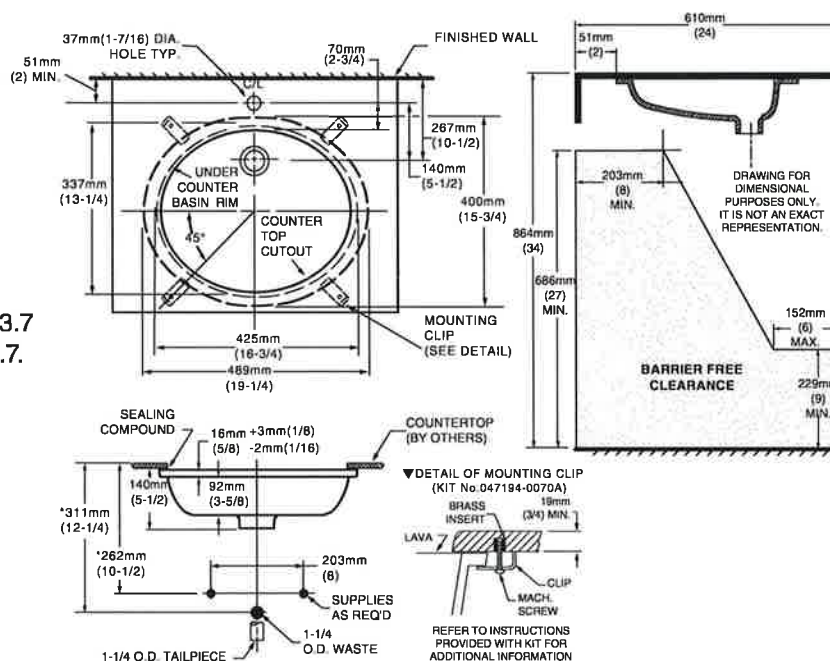 37mm(1-7/16) DIA.
HOLE TYP.
51mm
(2) MIN.
C/L
70mm
(2-3/4)
FINISHED WALL
267mm
(10-1/2)
140mm
(5-1/2)
337mm
(13-1/4)
UNDER
COUNTER
BASIN RIM
400mm
(15-3/4)
COUNTER
TOP
CUTOUT
45°
MOUNTING
CLIP
(SEE DETAIL)
425mm
(16-3/4)
489mm
(19-1/4)
3.7
.7.
610mm
(24)
51mm
(2)
203mm
(8)
MIN.
DRAWING FOR
DIMENSIONAL
PURPOSES ONLY.
IT IS NOT AN EXACT
REPRESENTATION.
864mm
(34)
686mm
(27)
MIN.
152mm
(6)
MAX.
BARRIER FREE
CLEARANCE
229mm
(9)
MIN.
SEALING
COMPOUND
16mm +3mm(1/8)
(5/8) -2mm(1/16)
COUNTERTOP
(BY OTHERS)
140mm
(5-1/2)
92mm
(3-5/8)
*311mm
(12-1/4)
*262mm
(10-1/2)
203mm
(8)
SUPPLIES
AS REQ'D
1-1/4
O.D. WASTE
1-1/4 O.D. TAILPIECE
▼DETAIL OF MOUNTING CLIP
(KIT No.047194-0070A)
19mm
(3/4) MIN.
BRASS
INSERT
LAVA
CLIP
MACH.
SCREW
REFER TO INSTRUCTIONS
PROVIDED WITH KIT FOR
ADDITIONAL INFORMATION